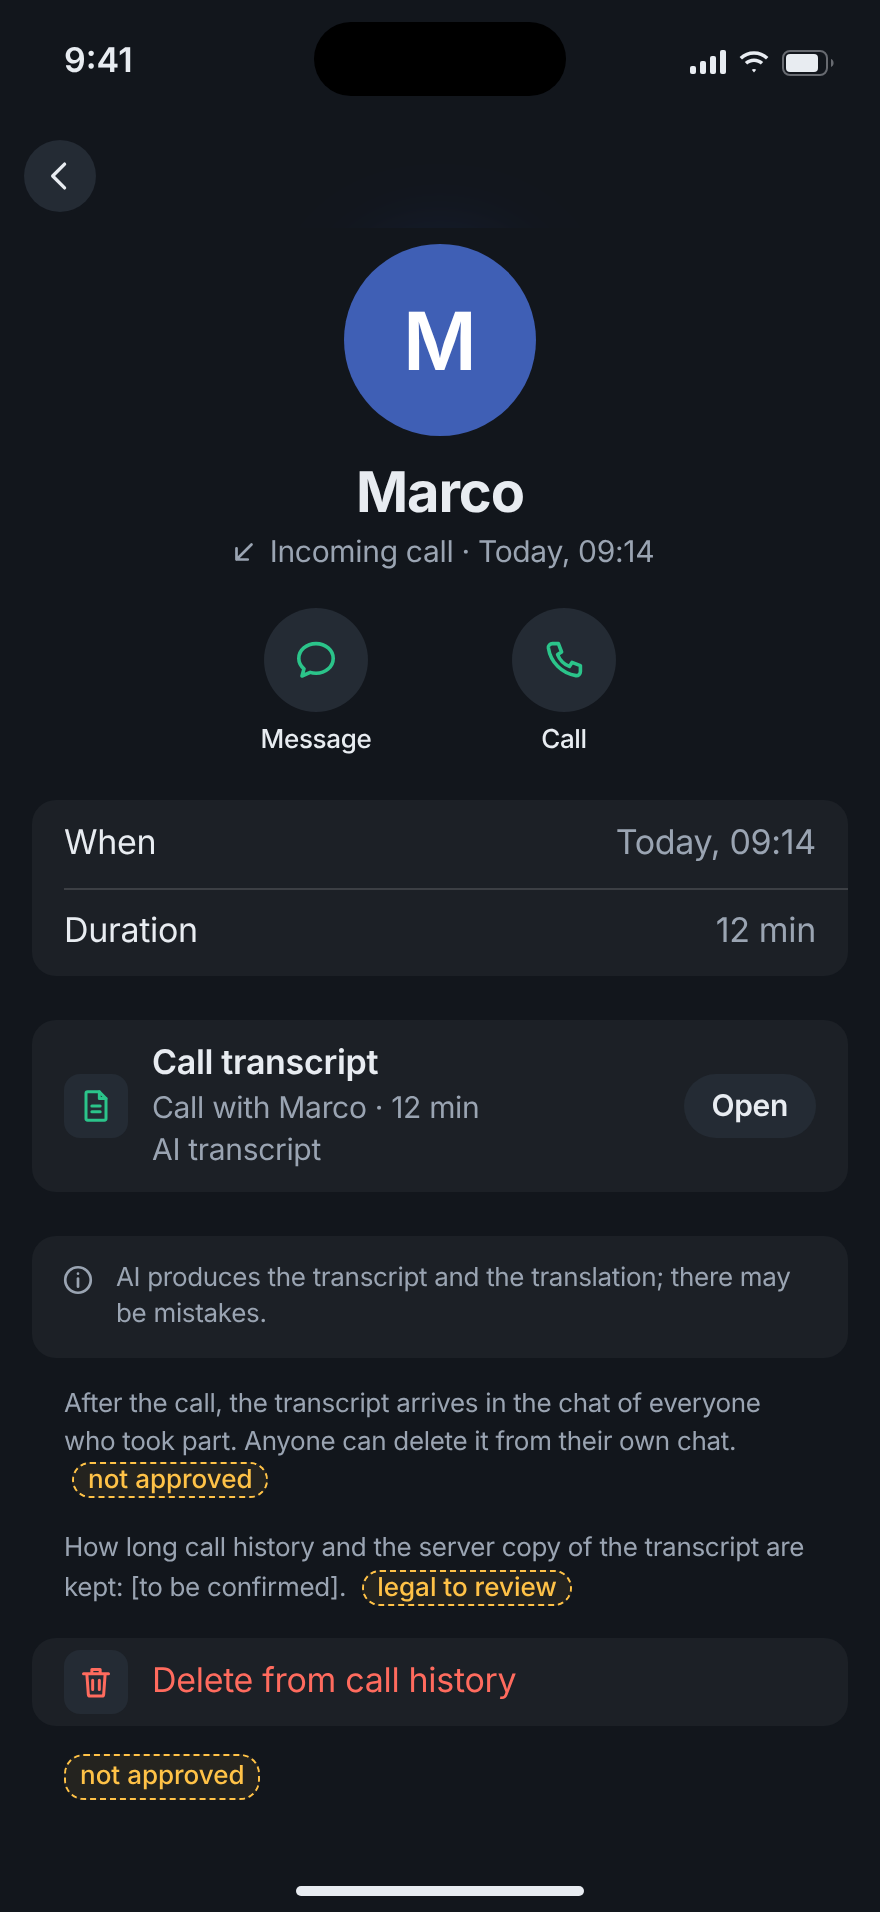 9:41
M
Marco
Incoming call · Today, 09:14
Message
Call
When
Today, 09:14
Duration
12 min
Call transcript
Call with Marco · 12 min
AI transcript
Open
AI produces the transcript and the translation; there may
be mistakes.
After the call, the transcript arrives in the chat of everyone
who took part. Anyone can delete it from their own chat.
not approved
How long call history and the server copy of the transcript are
kept: [to be confirmed]. legal to review
Delete from call history
not approved